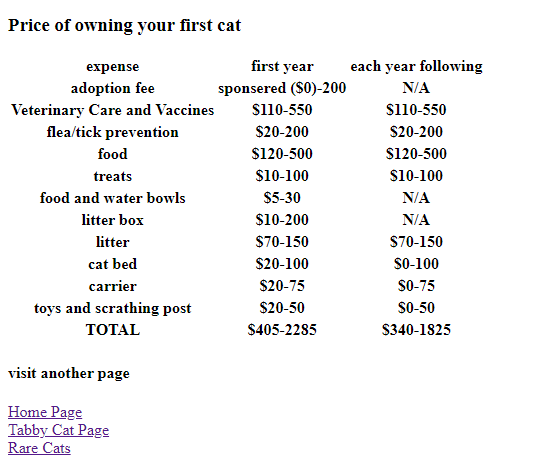 Price of owning your first cat
expense first year each year following
adoption fee sponsered ($0)-200 N/A
Veterinary Care and Vaccines $110-550 $110-550
flea/tick prevention $20-200 $20-200
food $120-500 $120-500
treats $10-100 $10-100
food and water bowls $5-30 N/A
litter box $10-200 N/A
litter $70-150 $70-150
cat bed $20-100 $0-100
carrier $20-75 $0-75
toys and scrathing post $20-50 $0-50
TOTAL $405-2285 $340-1825
visit another page
Home Page
Tabby Cat Page
Rare Cats